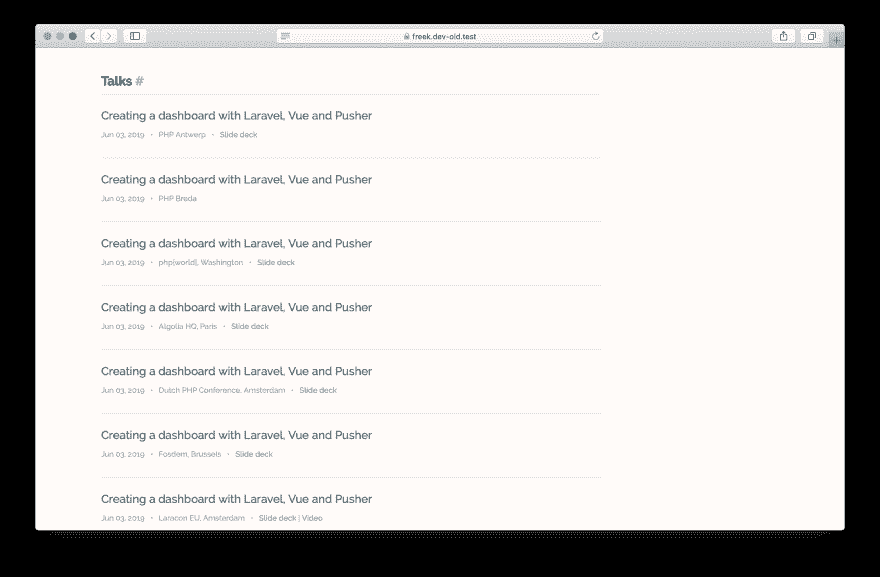 freek.dev-old.test
Talks #
Creating a dashboard with Laravel, Vue and Pusher
Jun 03, 2019 • PHP Antwerp • Slide deck
Creating a dashboard with Laravel, Vue and Pusher
Jun 03, 2019 • PHP Breda
Creating a dashboard with Laravel, Vue and Pusher
Jun 03, 2019 • php[world], Washington • Slide deck
Creating a dashboard with Laravel, Vue and Pusher
Jun 03, 2019 • Algolia HQ, Paris • Slide deck
Creating a dashboard with Laravel, Vue and Pusher
Jun 03, 2019 • Dutch PHP Conference, Amsterdam • Slide deck
Creating a dashboard with Laravel, Vue and Pusher
Jun 03, 2019 • Fosdem, Brussels • Slide deck
Creating a dashboard with Laravel, Vue and Pusher
Jun 03, 2019 • Laracon EU, Amsterdam • Slide deck | Video